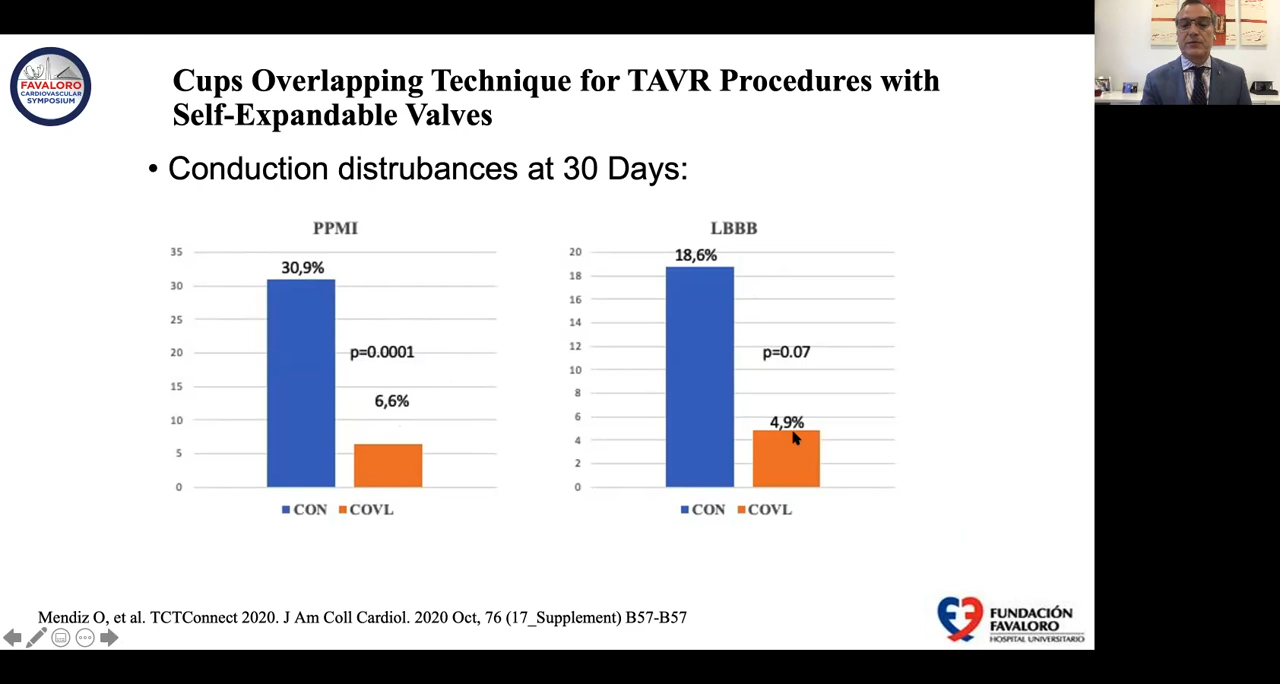 FAVALORO
CARDIOVASCULAR
SYMPOSIUM
Cups Overlapping Technique for TAVR Procedures with
Self-Expandable Valves
• Conduction distrubances at 30 Days:
PPMI
35
30
25
20
15
10
5
0
30,9%
p=0.0001
6,6%
CON COVL
LBBB
20
18
16
14
12
10
8
6
4
2
0
18,6%
p=0.07
4,9%
CON COVL
Mendiz O, et al. TCTConnect 2020. J Am Coll Cardiol. 2020 Oct, 76 (17_Supplement) B57-B57
FUNDACIÓN
FAVALORO
HOSPITAL UNIVERSITARIO